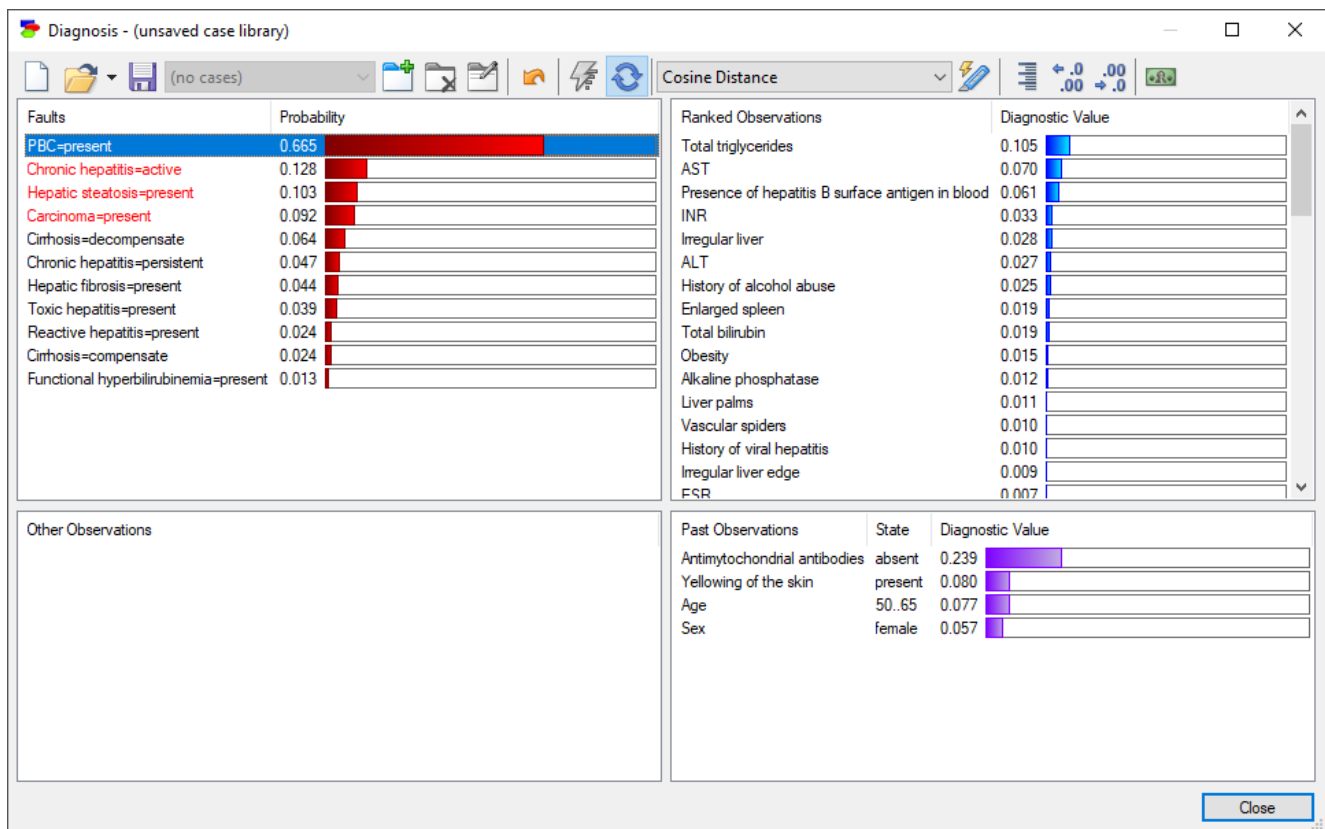 Diagnosis - (unsaved case library)
(no cases)
Cosine Distance
.0
.00
.00
.0
Faults Probability
PBC=present 0.665
Chronic hepatitis=active 0.128
Hepatic steatosis=present 0.103
Carcinoma=present 0.092
Cirrhosis=decompensate 0.064
Chronic hepatitis=persistent 0.047
Hepatic fibrosis=present 0.044
Toxic hepatitis=present 0.039
Reactive hepatitis=present 0.024
Cirrhosis=compensate 0.024
Functional hyperbilirubinemia=present 0.013
Ranked Observations Diagnostic Value
Total triglycerides 0.105
AST 0.070
Presence of hepatitis B surface antigen in blood 0.061
INR 0.033
Irregular liver 0.028
ALT 0.027
History of alcohol abuse 0.025
Enlarged spleen 0.019
Total bilirubin 0.019
Obesity 0.015
Alkaline phosphatase 0.012
Liver palms 0.011
Vascular spiders 0.010
History of viral hepatitis 0.010
Irregular liver edge 0.009
ESR 0.007
Other Observations
Past Observations State Diagnostic Value
Antimytochondrial antibodies absent 0.239
Yellowing of the skin present 0.080
Age 50..65 0.077
Sex female 0.057
Close